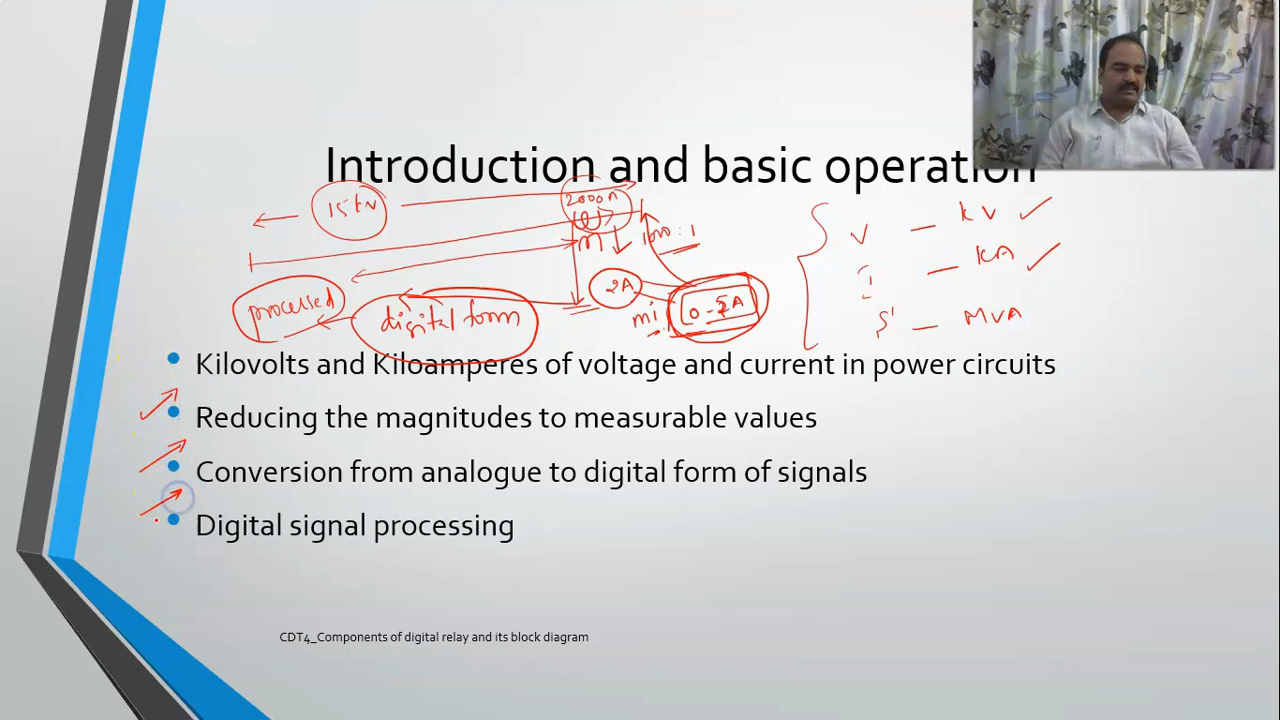 Introduction and basic operation
15 kV
2000A
1000:1
V — kV
I — KA
S — MVA
2A
0-5A
processed
digital form
Kilovolts and Kiloamperes of voltage and current in power circuits
Reducing the magnitudes to measurable values
Conversion from analogue to digital form of signals
Digital signal processing
CDT4_Components of digital relay and its block diagram